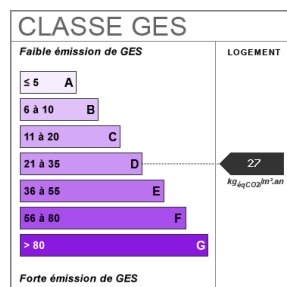 CLASSE GES
Faible émission de GES
LOGEMENT
≤ 5 A
6 à 10 B
11 à 20 C
21 à 35 D
27
kgéqCO2/m².an
36 à 55 E
56 à 80 F
> 80 G
Forte émission de GES